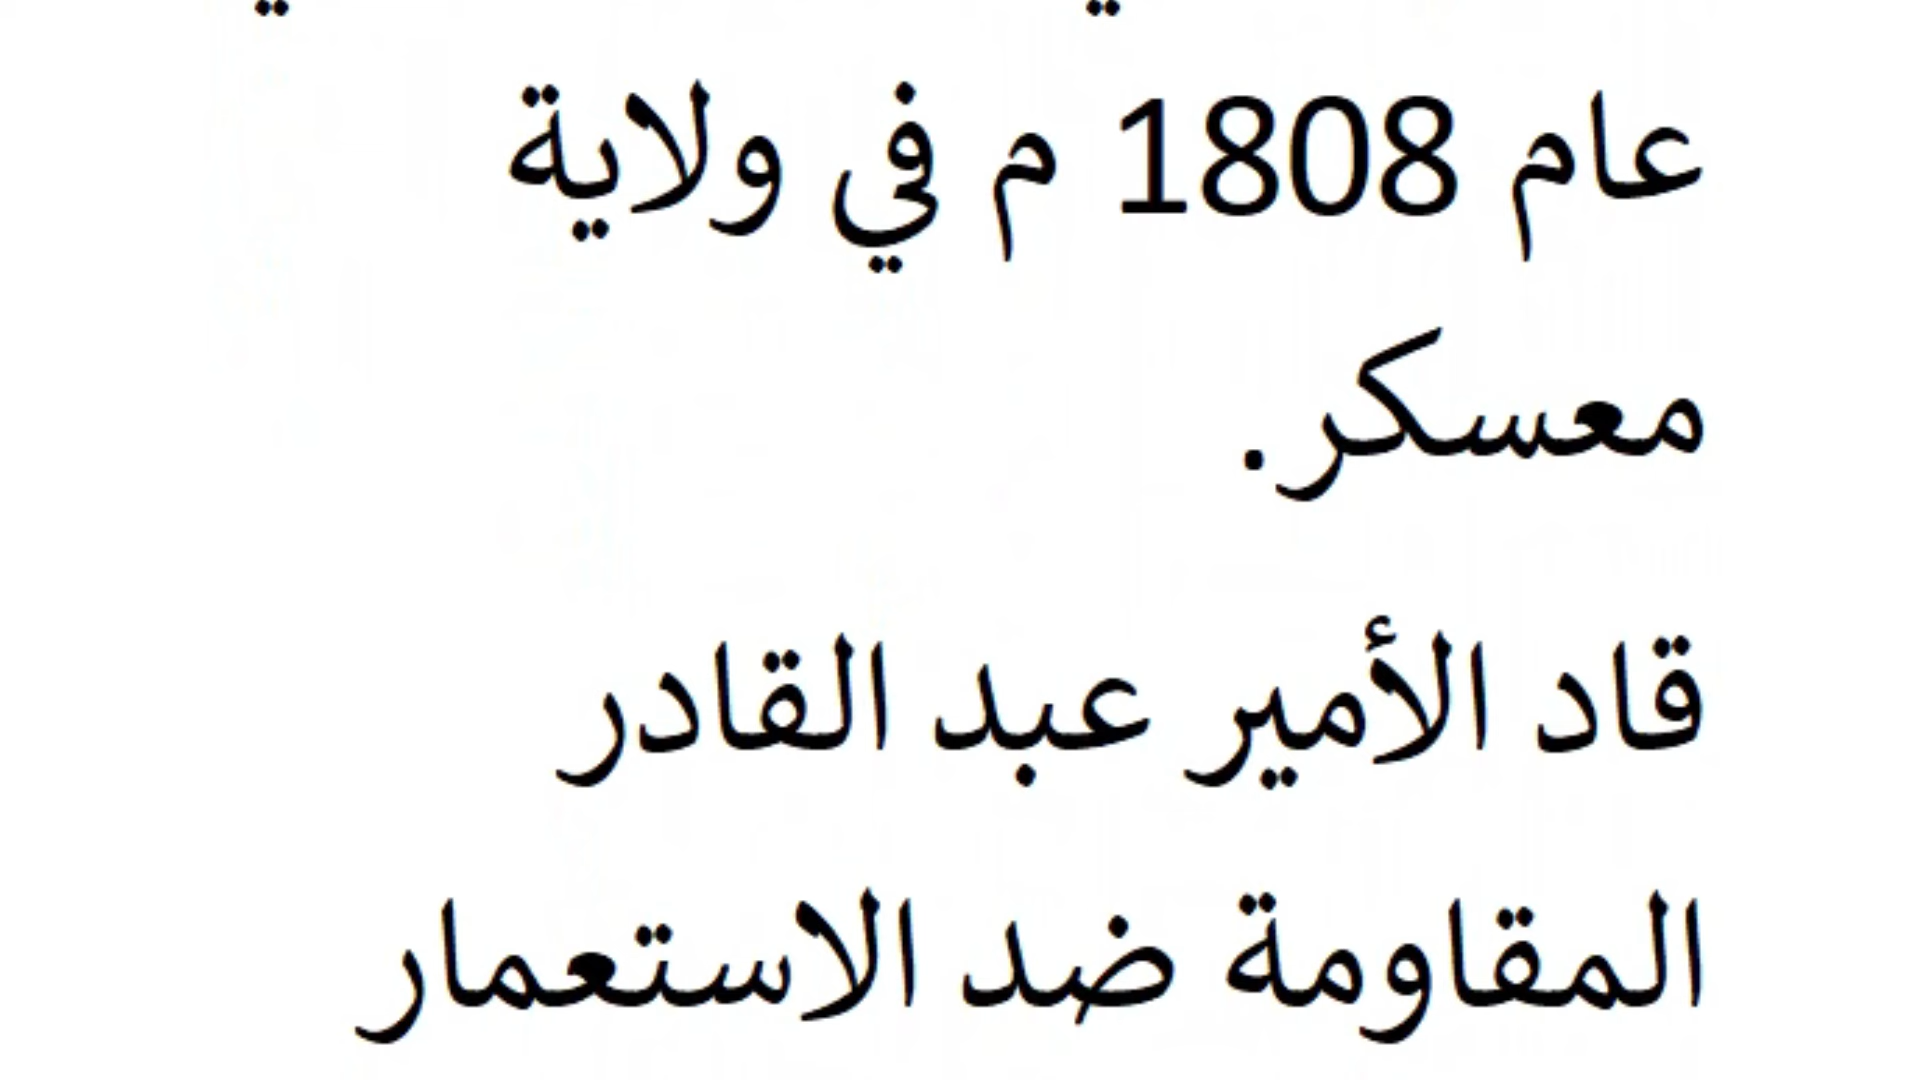 عام 1808 م في ولاية
معسكر.
قاد الأمير عبد القادر
المقاومة ضد الاستعمار